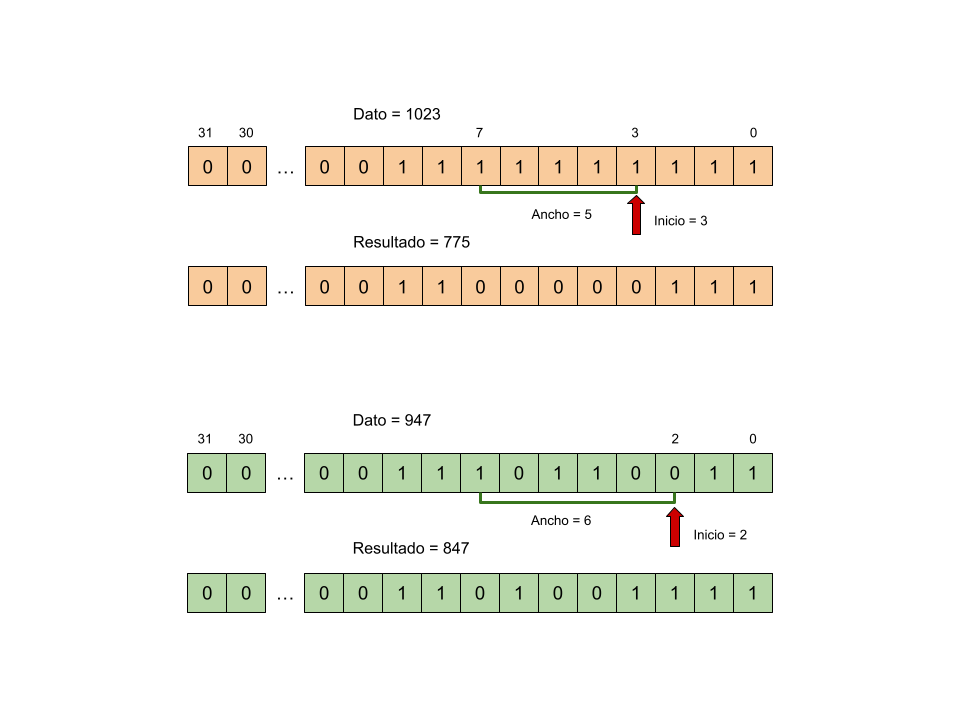 Dato = 1023
31 30 7 3 0
0 0 ... 0 0 1 1 1 1 1 1 1 1 1 1
Ancho = 5 Inicio = 3
Resultado = 775
0 0 ... 0 0 1 1 0 0 0 0 0 1 1 1
Dato = 947
31 30 2 0
0 0 ... 0 0 1 1 1 0 1 1 0 0 1 1
Ancho = 6 Inicio = 2
Resultado = 847
0 0 ... 0 0 1 1 0 1 0 0 1 1 1 1